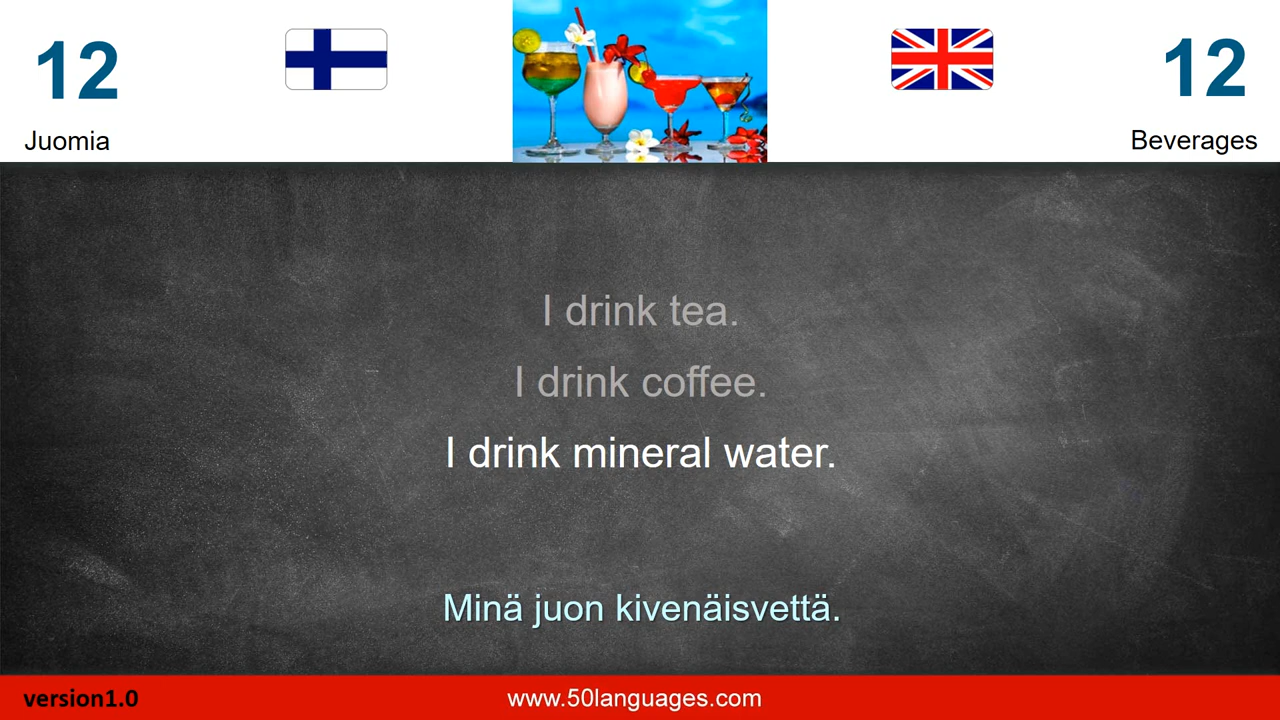 12
12
Juomia
Beverages
I drink tea.
I drink coffee.
I drink mineral water.
Minä juon kivenäisvettä.
version1.0
www.50languages.com